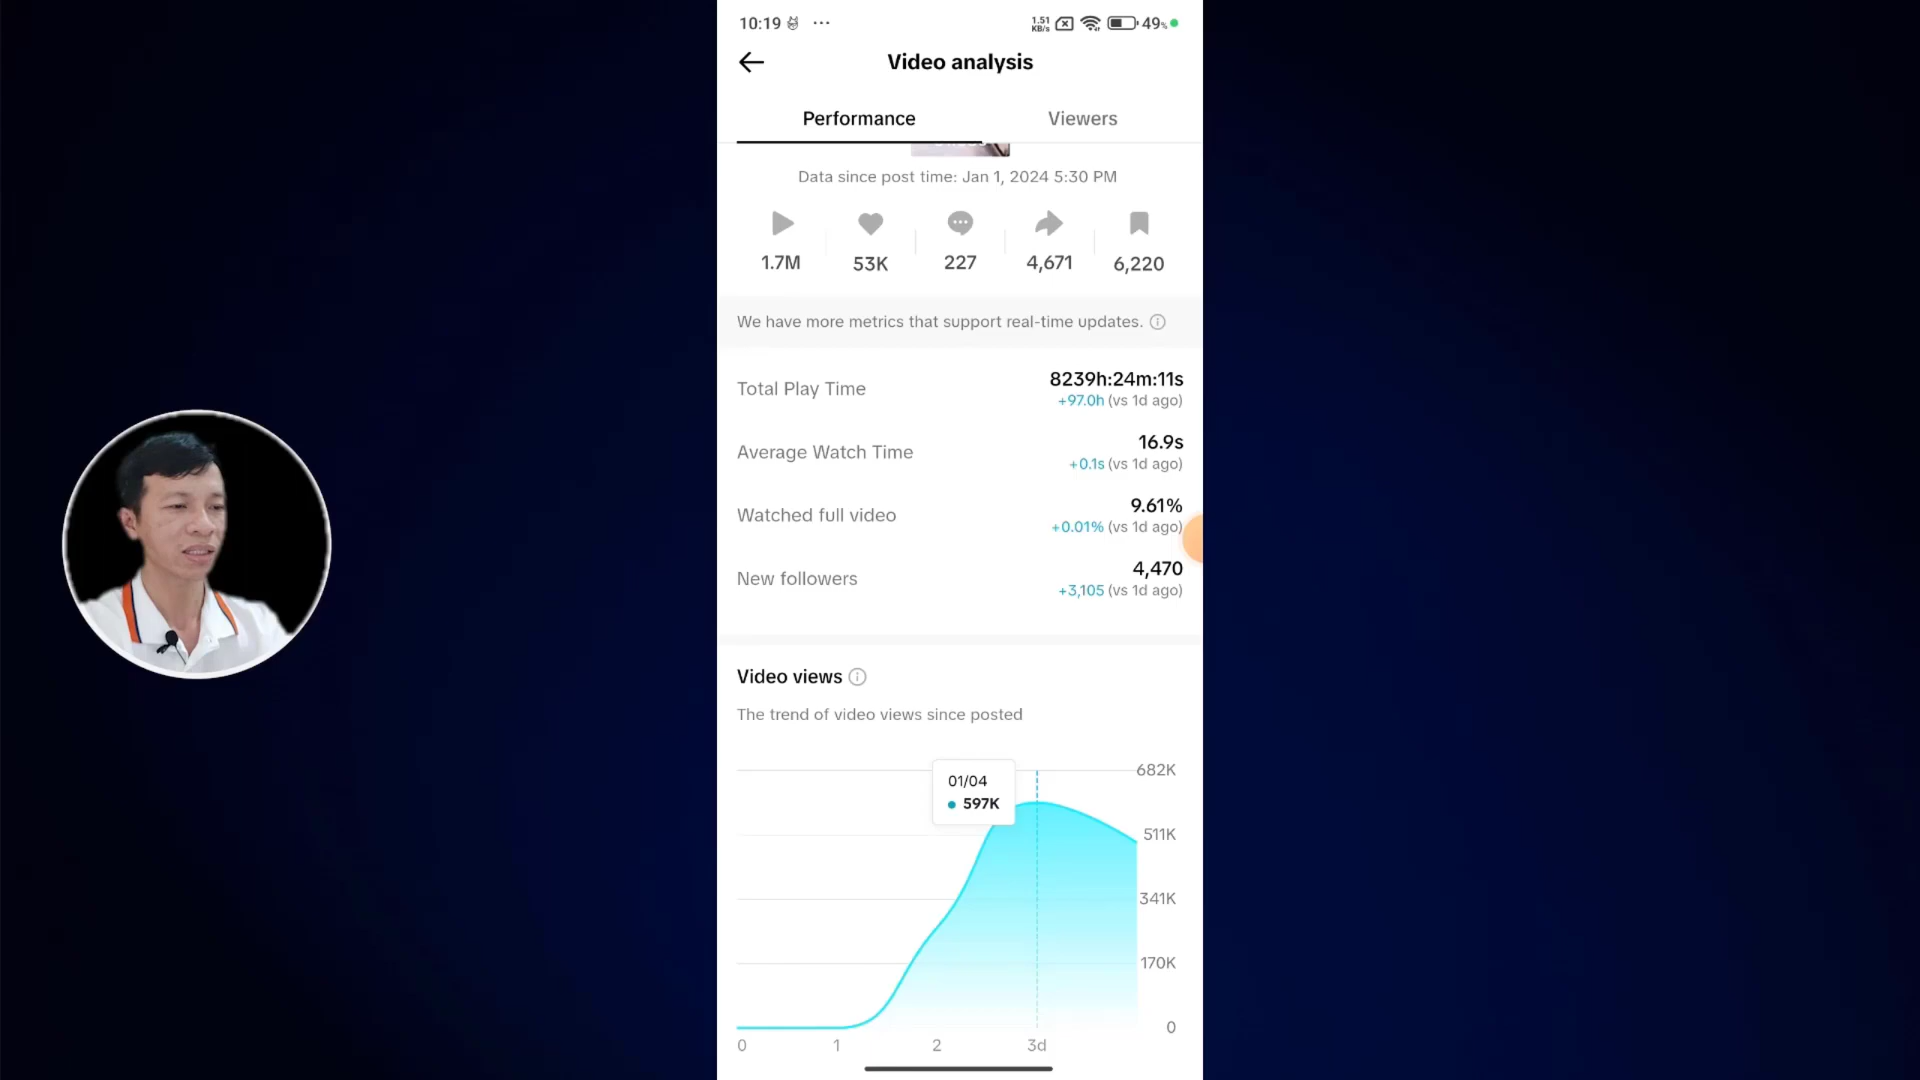 10:19 ... 1.51 KB/s 49%
Video analysis
Performance Viewers
Data since post time: Jan 1, 2024 5:30 PM
1.7M 53K 227 4,671 6,220
We have more metrics that support real-time updates.
Total Play Time 8239h:24m:11s
+97.0h (vs 1d ago)
Average Watch Time 16.9s
+0.1s (vs 1d ago)
Watched full video 9.61%
+0.01% (vs 1d ago)
New followers 4,470
+3,105 (vs 1d ago)
Video views
The trend of video views since posted
682K
01/04
597K
511K
341K
170K
0
0 1 2 3d